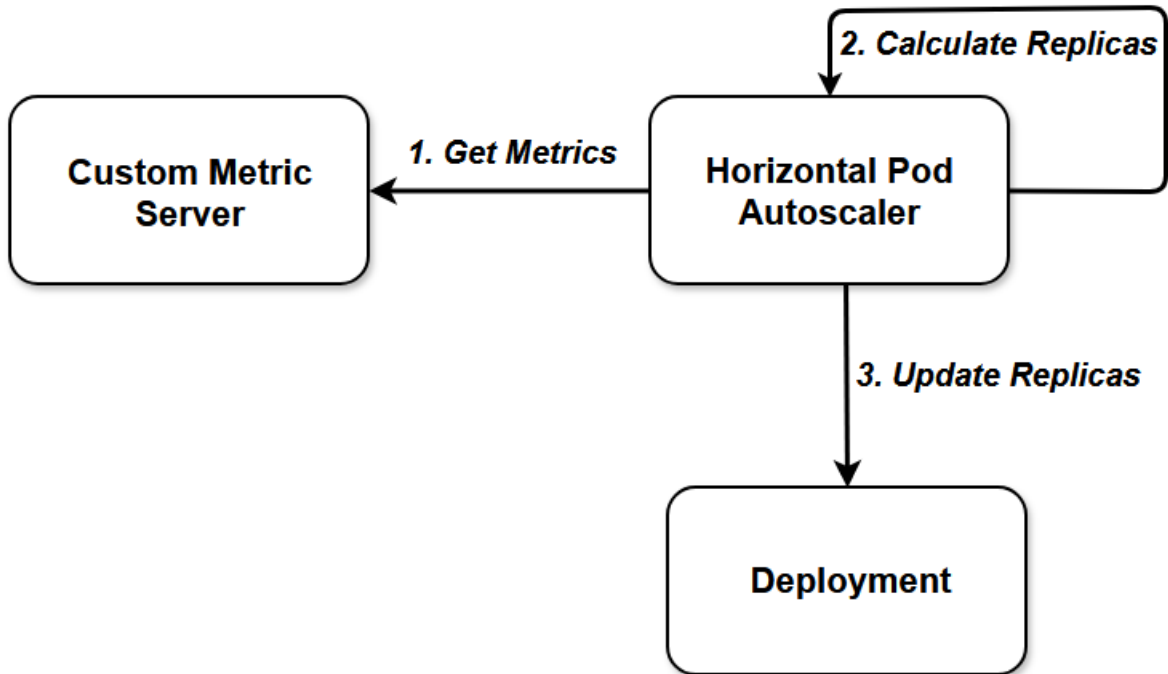 2. Calculate Replicas
Custom Metric
Server
1. Get Metrics
Horizontal Pod
Autoscaler
3. Update Replicas
Deployment